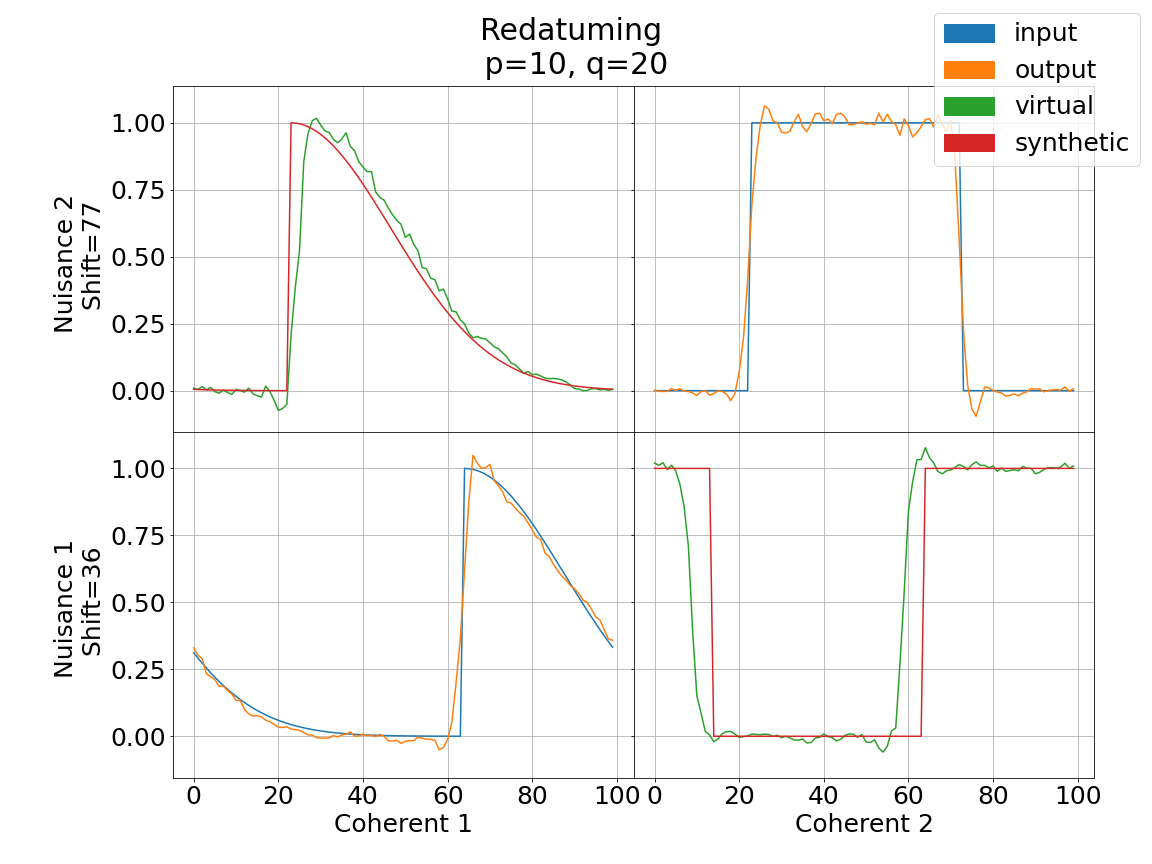 Redatuming
p=10, q=20
input
output
virtual
synthetic
Nuisance 2
Shift=77
1.00
0.75
0.50
0.25
0.00
Nuisance 1
Shift=36
1.00
0.75
0.50
0.25
0.00
0 20 40 60 80 100
0 20 40 60 80 100
Coherent 1
Coherent 2